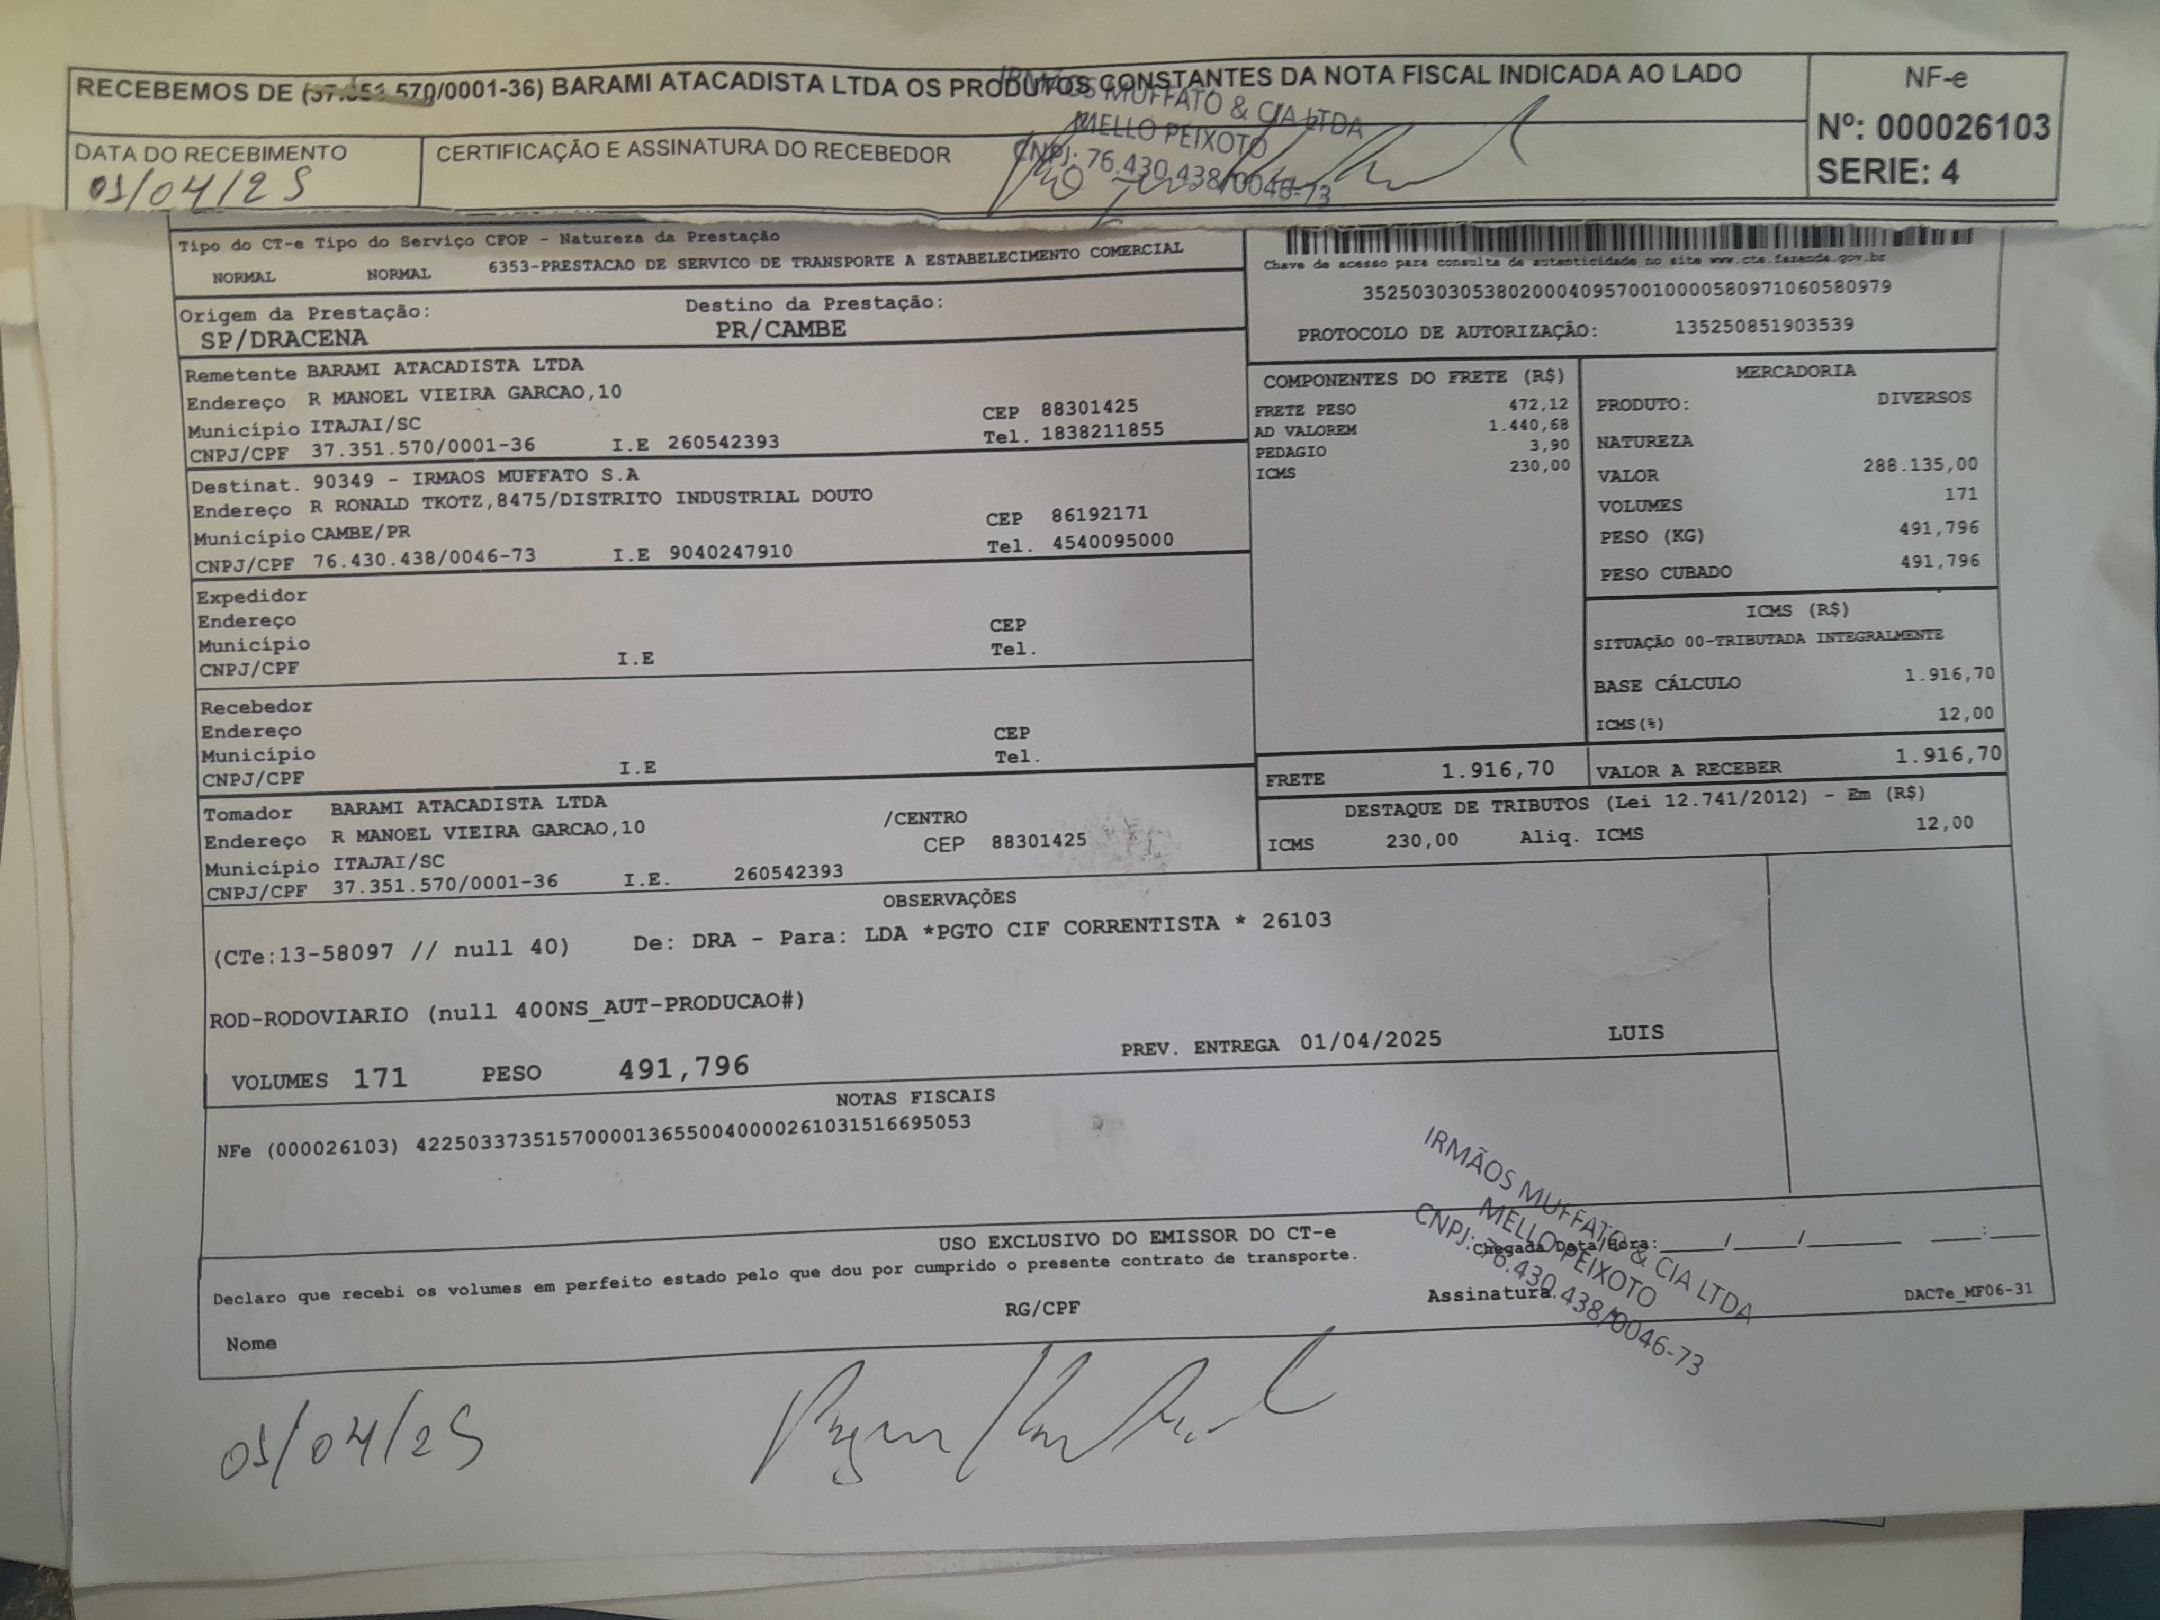 RECEBEMOS DE (37.351.570/0001-36) BARAMI ATACADISTA LTDA OS PRODUTOS CONSTANTES DA NOTA FISCAL INDICADA AO LADO
NF-e
Nº: 000026103
SERIE: 4
DATA DO RECEBIMENTO
CERTIFICAÇÃO E ASSINATURA DO RECEBEDOR
IRMÃOS MUFFATO & CIA LTDA
MELLO PEIXOTO
CNPJ: 76.430.438/0046-73
/04/25
Tipo do CT-e Tipo do Serviço CFOP - Natureza da Prestação
NORMAL NORMAL 6353-PRESTACAO DE SERVICO DE TRANSPORTE A ESTABELECIMENTO COMERCIAL
Chave de acesso para consulta de autenticidade no site www.cte.fazenda.gov.br
35250303053802000409570010000580971060580979
PROTOCOLO DE AUTORIZAÇÃO: 135250851903539
Origem da Prestação: Destino da Prestação:
SP/DRACENA PR/CAMBE
Remetente BARAMI ATACADISTA LTDA
Endereço R MANOEL VIEIRA GARCAO,10
Município ITAJAI/SC CEP 88301425
CNPJ/CPF 37.351.570/0001-36 I.E 260542393 Tel. 1838211855
Destinat. 90349 - IRMAOS MUFFATO S.A
Endereço R RONALD TKOTZ,8475/DISTRITO INDUSTRIAL DOUTO
Município CAMBE/PR CEP 86192171
CNPJ/CPF 76.430.438/0046-73 I.E 9040247910 Tel. 4540095000
Expedidor
Endereço
Município CEP
CNPJ/CPF I.E Tel.
Recebedor
Endereço
Município CEP
CNPJ/CPF I.E Tel.
Tomador BARAMI ATACADISTA LTDA
Endereço R MANOEL VIEIRA GARCAO,10 /CENTRO
Município ITAJAI/SC CEP 88301425
CNPJ/CPF 37.351.570/0001-36 I.E. 260542393
COMPONENTES DO FRETE (R$)
FRETE PESO 472,12
AD VALOREM 1.440,68
PEDAGIO 3,90
ICMS 230,00
MERCADORIA
PRODUTO: DIVERSOS
NATUREZA
VALOR 288.135,00
VOLUMES 171
PESO (KG) 491,796
PESO CUBADO 491,796
ICMS (R$)
SITUAÇÃO 00-TRIBUTADA INTEGRALMENTE
BASE CÁLCULO 1.916,70
ICMS(%) 12,00
FRETE 1.916,70 VALOR A RECEBER 1.916,70
DESTAQUE DE TRIBUTOS (Lei 12.741/2012) - Em (R$)
ICMS 230,00 Aliq. ICMS 12,00
OBSERVAÇÕES
(CTe:13-58097 // null 40) De: DRA - Para: LDA *PGTO CIF CORRENTISTA * 26103
ROD-RODOVIARIO (null 400NS_AUT-PRODUCAO#)
VOLUMES 171 PESO 491,796 PREV. ENTREGA 01/04/2025 LUIS
NOTAS FISCAIS
NFe (000026103) 42250337351570000136550040000261031516695053
IRMÃOS MUFFATO & CIA LTDA
MELLO PEIXOTO
CNPJ: 76.430.438/0046-73
USO EXCLUSIVO DO EMISSOR DO CT-e
Declaro que recebi os volumes em perfeito estado pelo que dou por cumprido o presente contrato de transporte.
Chegada Data/Hora: ____/____/______ ___:___
Nome RG/CPF Assinatura DACTe_MF06-31
/04/25